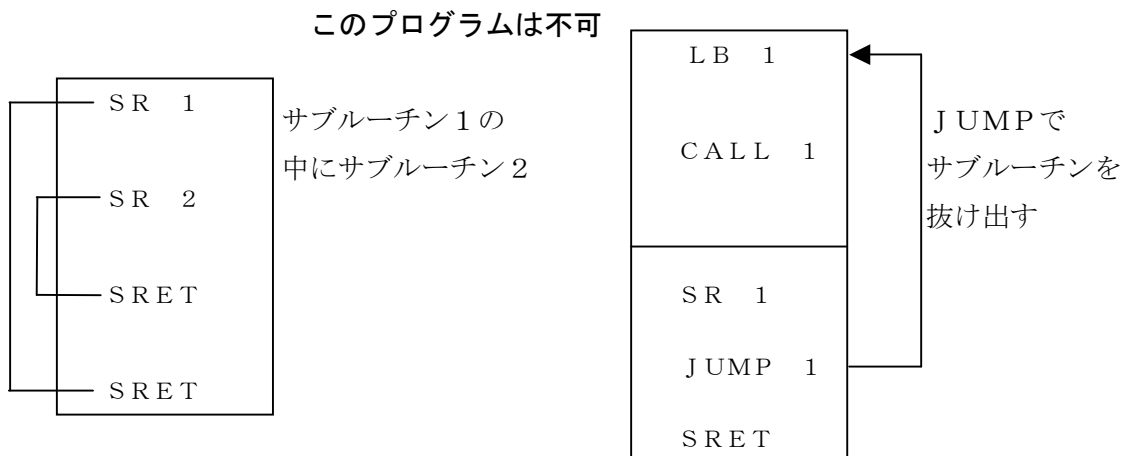 このプログラムは不可
SR 1
SR 2
SRET
SRET
サブルーチン１の
中にサブルーチン２
LB 1
CALL 1
SR 1
JUMP 1
SRET
JUMPで
サブルーチンを
抜け出す